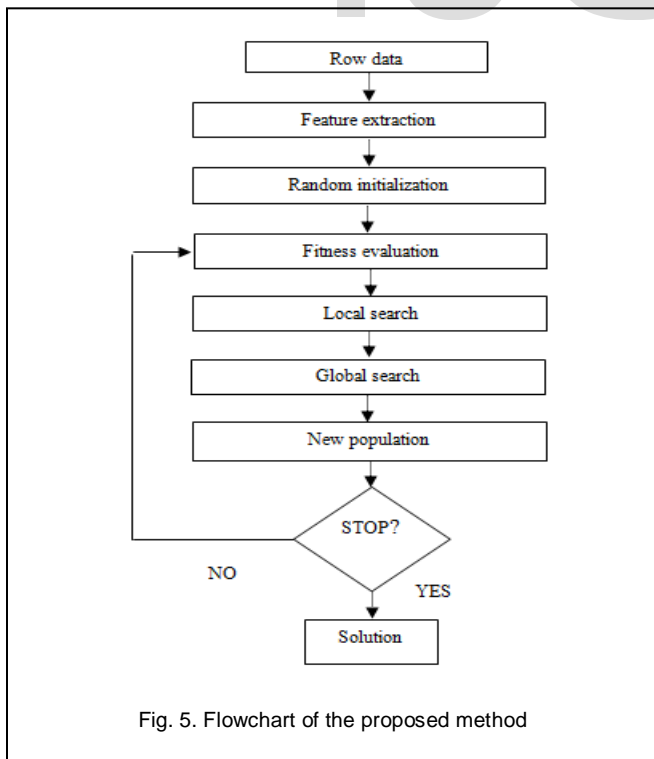 Row data
Feature extraction
Random initialization
Fitness evaluation
Local search
Global search
New population
STOP?
NO
YES
Solution
Fig. 5. Flowchart of the proposed method